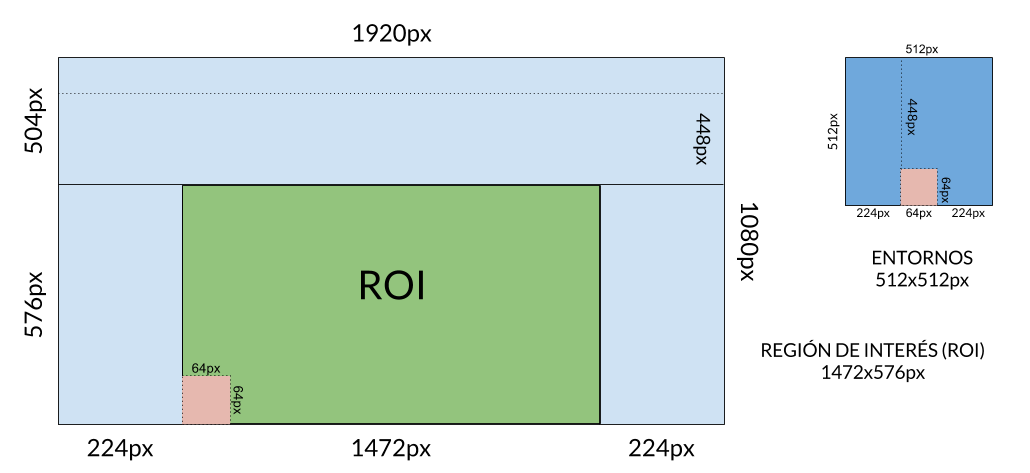 1920px
504px
448px
1080px
576px
ROI
64px
64px
224px
1472px
224px
512px
512px
448px
64px
224px
64px
224px
ENTORNOS
512x512px
REGIÓN DE INTERÉS (ROI)
1472x576px